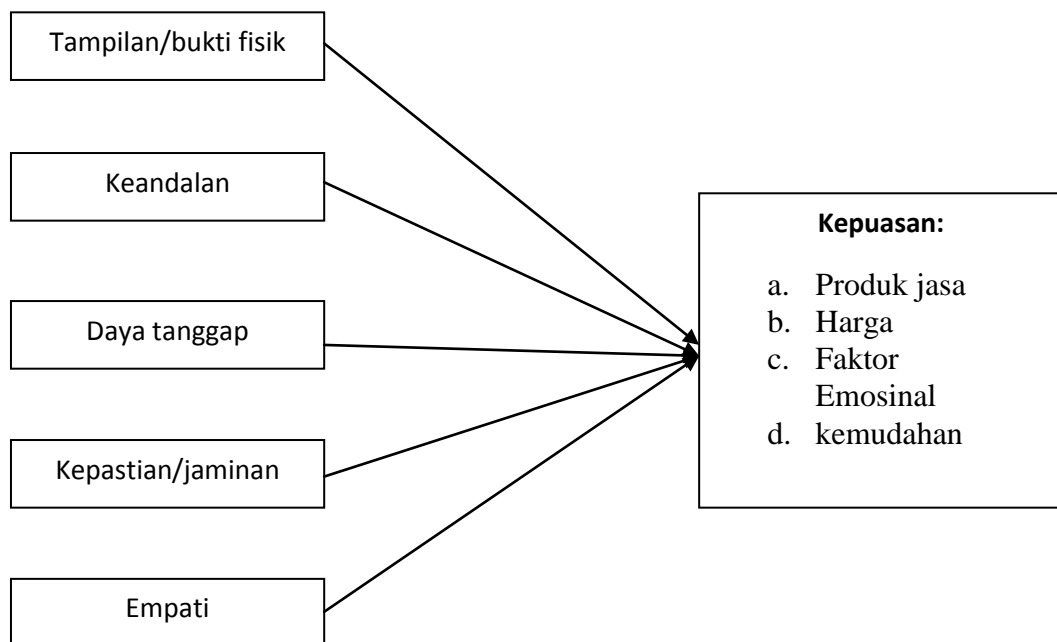 Tampilan/bukti fisik
Keandalan
Daya tanggap
Kepastian/jaminan
Empati
Kepuasan:
a. Produk jasa
b. Harga
c. Faktor
Emosinal
d. kemudahan